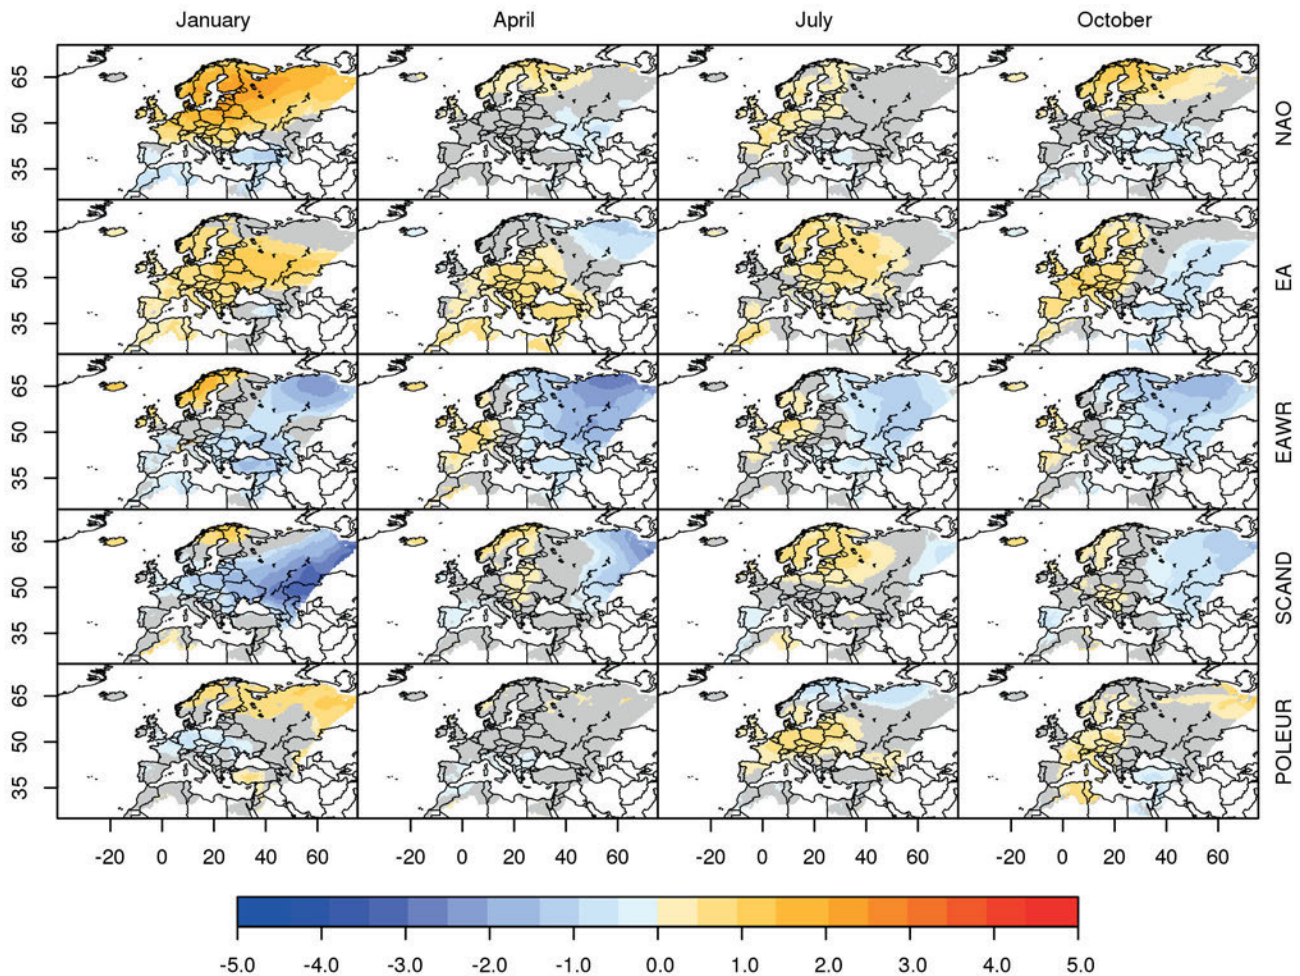 January April July October
65 50 35 NAO
65 50 35 EA
65 50 35 EAWR
65 50 35 SCAND
65 50 35 POLEUR
-20 0 20 40 60 -20 0 20 40 60 -20 0 20 40 60 -20 0 20 40 60
-5.0 -4.0 -3.0 -2.0 -1.0 0.0 1.0 2.0 3.0 4.0 5.0